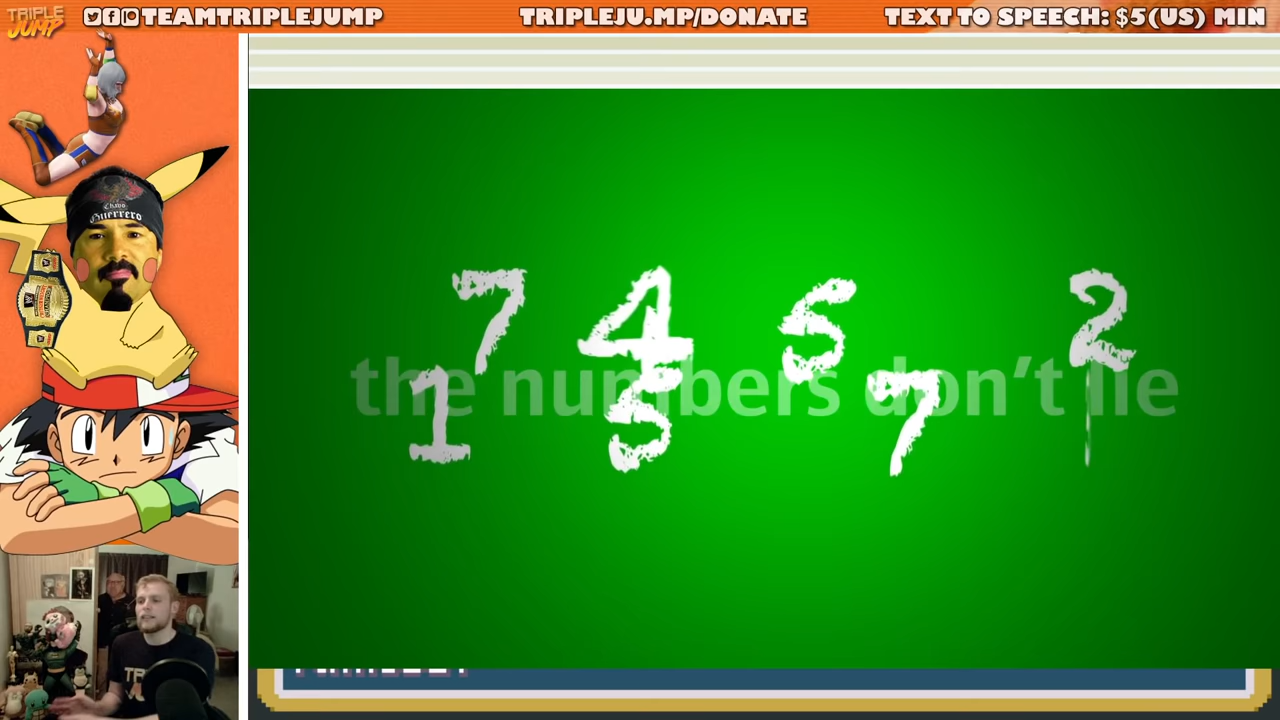 TRIPLE
JUMP
TEAMTRIPLEJUMP
TRIPLEJU.MP/DONATE
TEXT TO SPEECH: $5(US) MIN
Chavo
Guerrero
7 4 5 2
the numbers don't lie
1 5 7